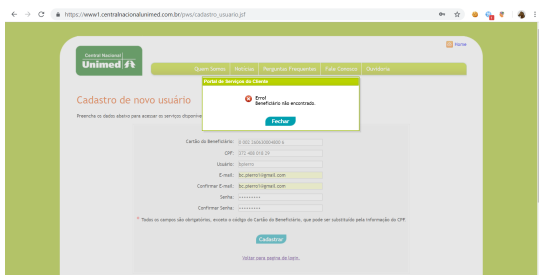 https://www1.centralnacionalunimed.com.br/pws/cadastro_usuario.jsf
Home
Central Nacional
Unimed
Quem Somos Notícias Perguntas Frequentes Fale Conosco Ouvidoria
Portal de Serviços do Cliente
Erro!
Beneficiário não encontrado.
Fechar
Cadastro de novo usuário
Preencha os dados abaixo para acessar os serviços disponíve
Cartão do Beneficiário:
CPF:
Usuário: bpierro
E-mail: bc.pierro1@gmail.com
Confirmar E-mail: bc.pierro1@gmail.com
Senha: •••••••••
Confirmar Senha: •••••••••
* Todos os campos são obrigatórios, exceto o código do Cartão do Beneficiário, que pode ser substituído pela informação do CPF.
Cadastrar
Voltar para página de login.